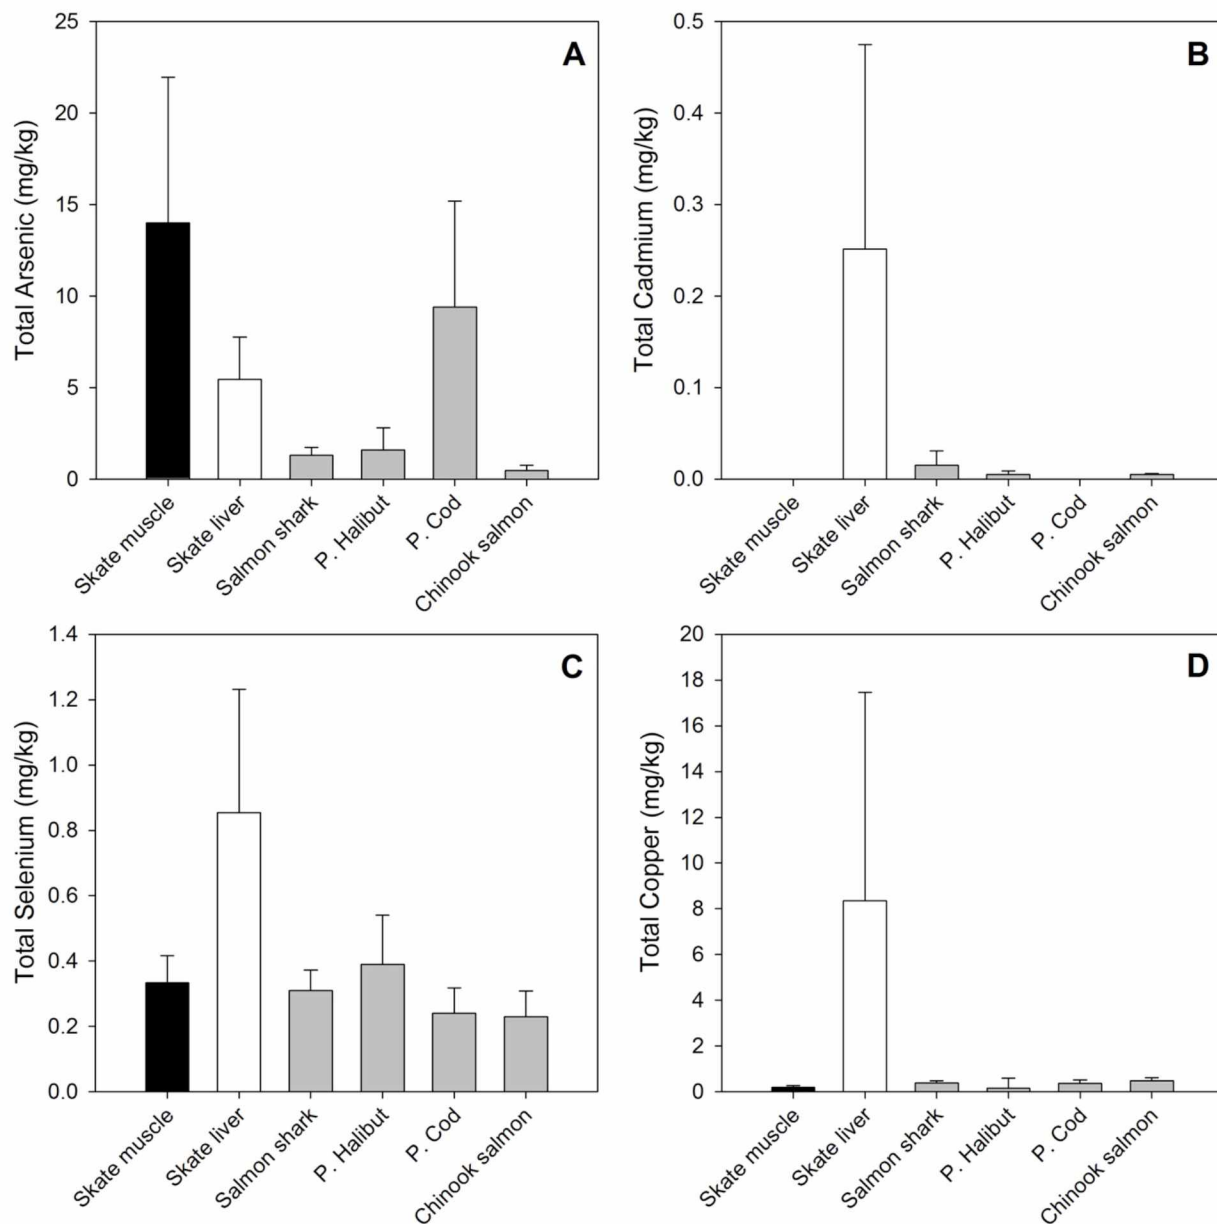 A
Total Arsenic (mg/kg)
25
20
15
10
5
0
Skate muscle
Skate liver
Salmon shark
P. Halibut
P. Cod
Chinook salmon
B
Total Cadmium (mg/kg)
0.5
0.4
0.3
0.2
0.1
0.0
Skate muscle
Skate liver
Salmon shark
P. Halibut
P. Cod
Chinook salmon
C
Total Selenium (mg/kg)
1.4
1.2
1.0
0.8
0.6
0.4
0.2
0.0
Skate muscle
Skate liver
Salmon shark
P. Halibut
P. Cod
Chinook salmon
D
Total Copper (mg/kg)
20
18
16
14
12
10
8
6
4
2
0
Skate muscle
Skate liver
Salmon shark
P. Halibut
P. Cod
Chinook salmon